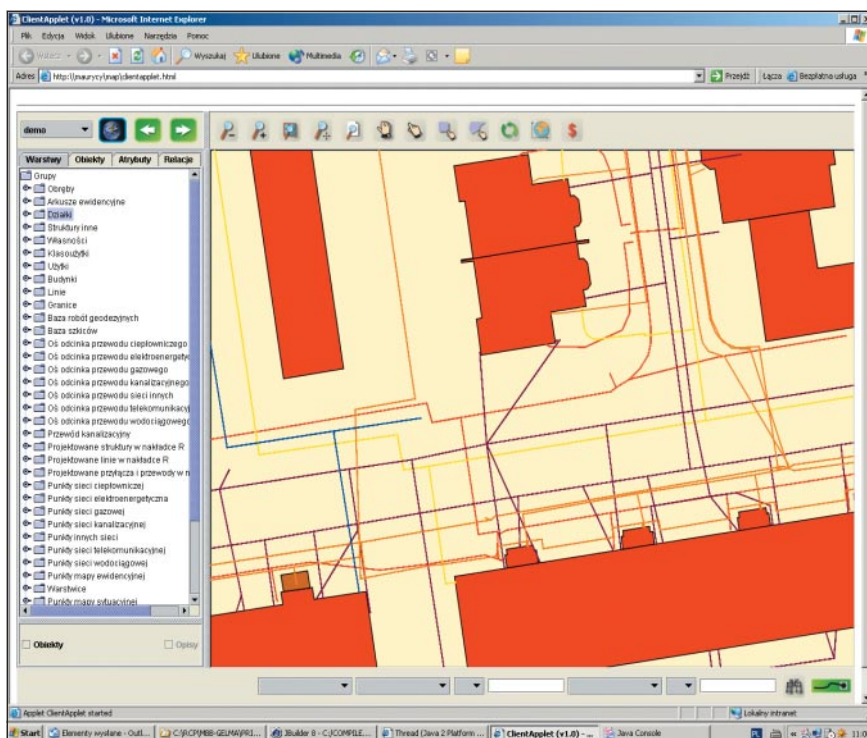 ClientApplet (v1.0) - Microsoft Internet Explorer
Plik Edycja Widok Ulubione Narzędzia Pomoc
Wstecz Wyszukaj Ulubione Multimedia
Adres http://maurycy/map/clientapplet.html Przejdź Łącza Bezpłatna usługa
demo
Warstwy Obiekty Atrybuty Relacje
Grupy
Obręby
Arkusze ewidencyjne
Działki
Struktury inne
Własności
Klasoużytki
Użytki
Budynki
Linie
Granice
Baza robót geodezyjnych
Baza szkiców
Oś odcinka przewodu ciepłowniczego
Oś odcinka przewodu elektroenergety
Oś odcinka przewodu gazowego
Oś odcinka przewodu kanalizacyjnego
Oś odcinka przewodu sieci innych
Oś odcinka przewodu telekomunikacyj
Oś odcinka przewodu wodociągowego
Przewód kanalizacyjny
Projektowane struktury w nakładce R
Projektowane linie w nakładce R
Projektowane przyłącza i przewody w n
Punkty sieci ciepłowniczej
Punkty sieci elektroenergetyczna
Punkty sieci gazowej
Punkty sieci kanalizacyjnej
Punkty innych sieci
Punkty sieci telekomunikacyjnej
Punkty sieci wodociągowej
Punkty mapy ewidencyjnej
Warstwice
Punkty mapy sytuacyjnej
Obiekty Opisy
Applet ClientApplet started Lokalny intranet
Start Elementy wysłane - Outl... JBuilder 8 - C:/COMPILE... Thread (Java 2 Platform ... ClientApplet (v1.0) - ... Java Console PL